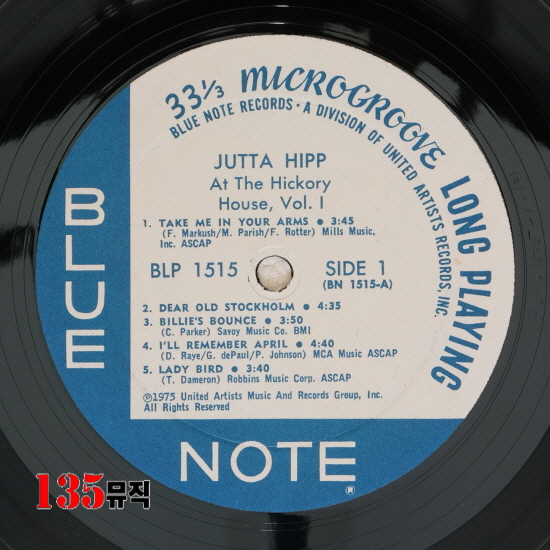 33⅓ MICROGROOVE LONG PLAYING
BLUE NOTE RECORDS • A DIVISION OF UNITED ARTISTS RECORDS, INC.
JUTTA HIPP
At The Hickory
House, Vol. I
1. TAKE ME IN YOUR ARMS • 3:45
(F. Markush/M. Parish/F. Rotter) Mills Music,
Inc. ASCAP
BLP 1515 SIDE 1
(BN 1515-A)
2. DEAR OLD STOCKHOLM • 4:35
3. BILLIE'S BOUNCE • 3:50
(C. Parker) Savoy Music Co. BMI
4. I'LL REMEMBER APRIL • 4:40
(D. Raye/G. dePaul/P. Johnson) MCA Music ASCAP
5. LADY BIRD • 3:40
(T. Dameron) Robbins Music Corp. ASCAP
℗1975 United Artists Music And Records Group, Inc.
All Rights Reserved
BLUE
NOTE®
135뮤직